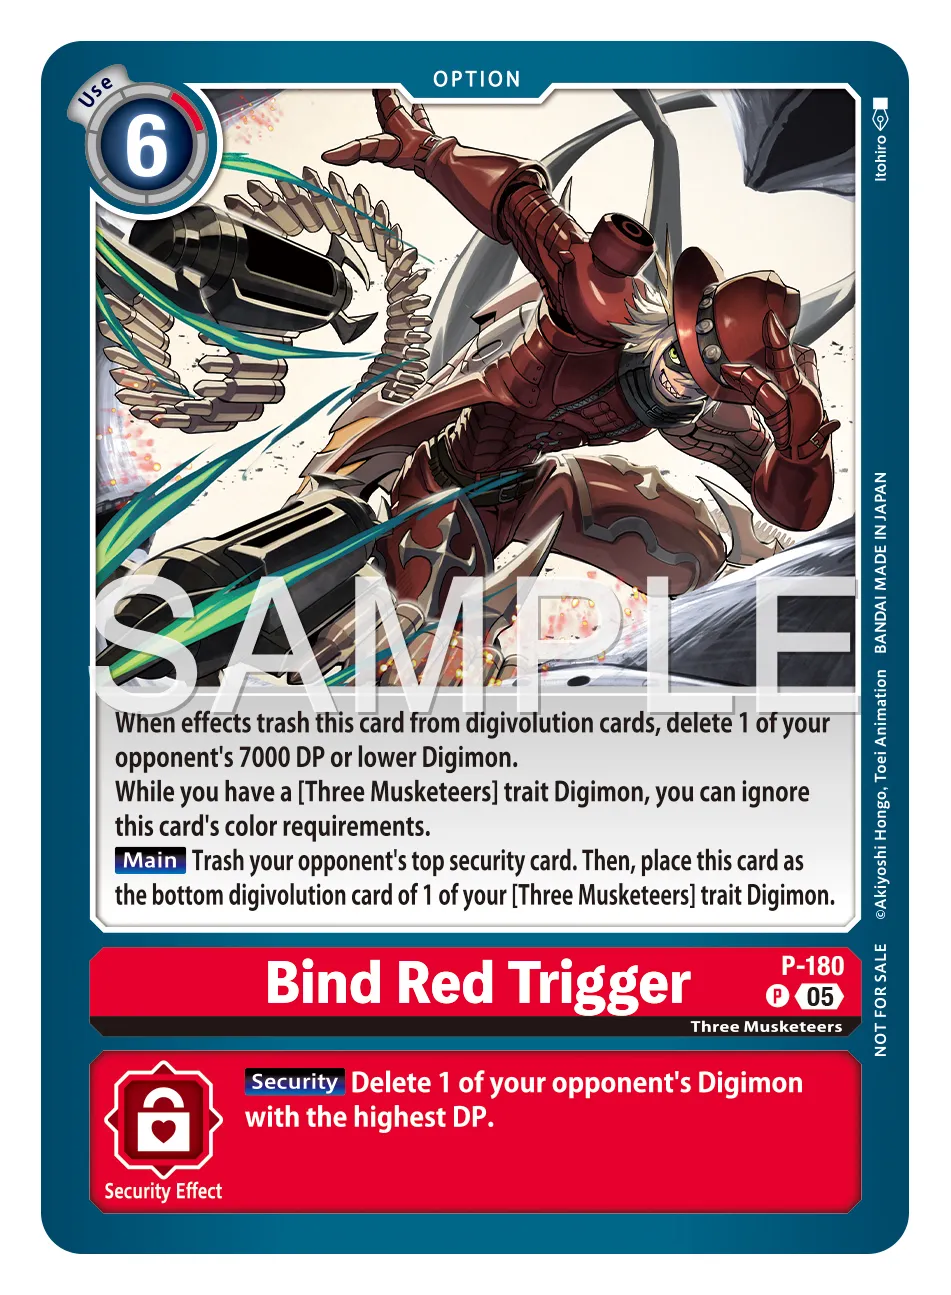 OPTION
Use
6
Itohiro
SAMPLE
When effects trash this card from digivolution cards, delete 1 of your
opponent's 7000 DP or lower Digimon.
While you have a [Three Musketeers] trait Digimon, you can ignore
this card's color requirements.
Main Trash your opponent's top security card. Then, place this card as
the bottom digivolution card of 1 of your [Three Musketeers] trait Digimon.
©Akiyoshi Hongo, Toei Animation BANDAI MADE IN JAPAN
NOT FOR SALE
Bind Red Trigger
P-180
P 05
Three Musketeers
Security Delete 1 of your opponent's Digimon
with the highest DP.
Security Effect